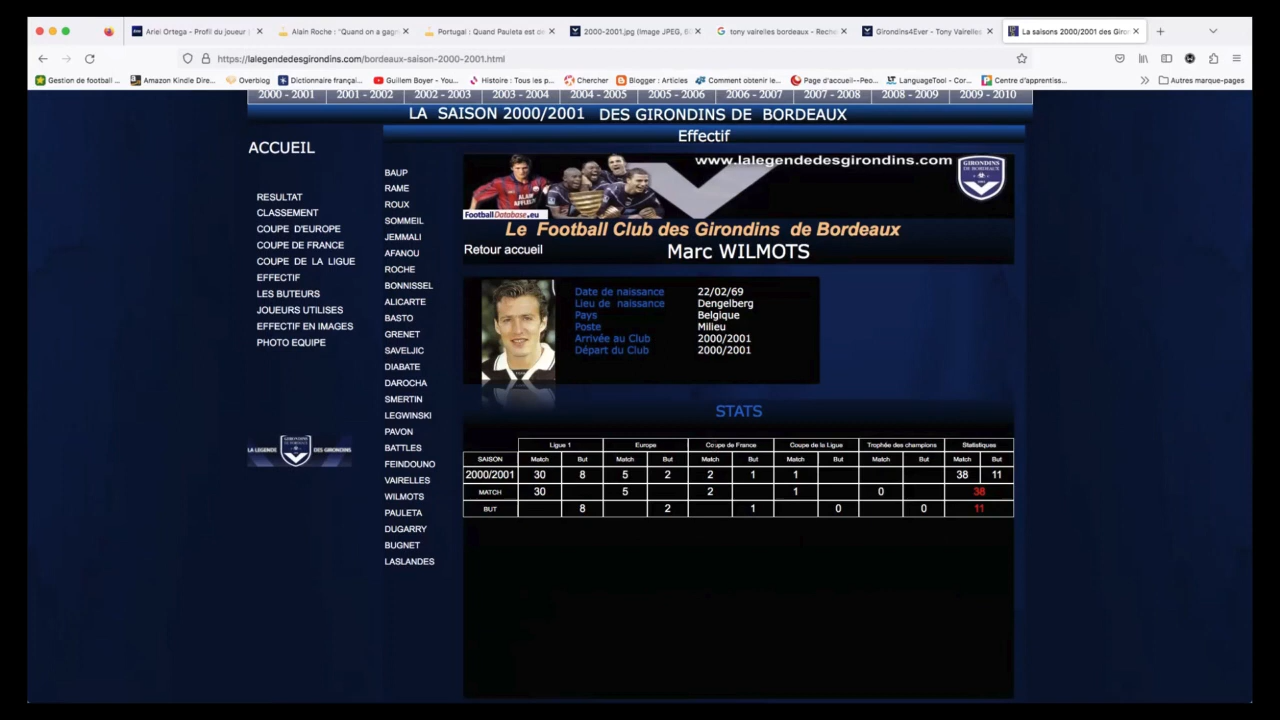 Ariel Ortega - Profil du joueur
Alain Roche : "Quand on a gagn
Portugal : Quand Pauleta est ci
2000-2001.jpg (Image JPEG, 6
tony vairelles bordeaux - Reche
Girondins4Ever - Tony Vairelles
La saisons 2000/2001 des Giro
https://lalegendedesgirondins.com/bordeaux-saison-2000-2001.html
Gestion de football ...
Amazon Kindle Dire...
Overblog
Dictionnaire françai...
Guillem Boyer - You...
Histoire : Tous les p...
Chercher
Blogger : Articles
Comment obtenir le...
Page d'accueil--Peo...
LanguageTool - Cor...
Centre d'apprentiss...
Autres marque-pages
2000 - 2001 2001 - 2002 2002 - 2003 2003 - 2004 2004 - 2005 2005 - 2006 2006 - 2007 2007 - 2008 2008 - 2009 2009 - 2010
LA SAISON 2000/2001 DES GIRONDINS DE BORDEAUX
Effectif
ACCUEIL
RESULTAT
CLASSEMENT
COUPE D'EUROPE
COUPE DE FRANCE
COUPE DE LA LIGUE
EFFECTIF
LES BUTEURS
JOUEURS UTILISES
EFFECTIF EN IMAGES
PHOTO EQUIPE
LA LEGENDE DES GIRONDINS
BAUP
RAME
ROUX
SOMMEIL
JEMMALI
AFANOU
ROCHE
BONNISSEL
ALICARTE
BASTO
GRENET
SAVELJIC
DIABATE
DAROCHA
SMERTIN
LEGWINSKI
PAVON
BATTLES
FEINDOUNO
VAIRELLES
WILMOTS
PAULETA
DUGARRY
BUGNET
LASLANDES
www.lalegendedesgirondins.com
GIRONDINS
DE BORDEAUX
ALAIN
AFFLELOU
FootballDatabase.eu
Le Football Club des Girondins de Bordeaux
Retour accueil
Marc WILMOTS
Date de naissance 22/02/69
Lieu de naissance Dengelberg
Pays Belgique
Poste Milieu
Arrivée au Club 2000/2001
Départ du Club 2000/2001
STATS
Ligue 1 Europe Coupe de France Coupe de la Ligue Trophée des champions Statistiques
SAISON Match But Match But Match But Match But Match But Match But
2000/2001 30 8 5 2 2 1 1 38 11
MATCH 30 5 2 1 0 38
BUT 8 2 1 0 0 11